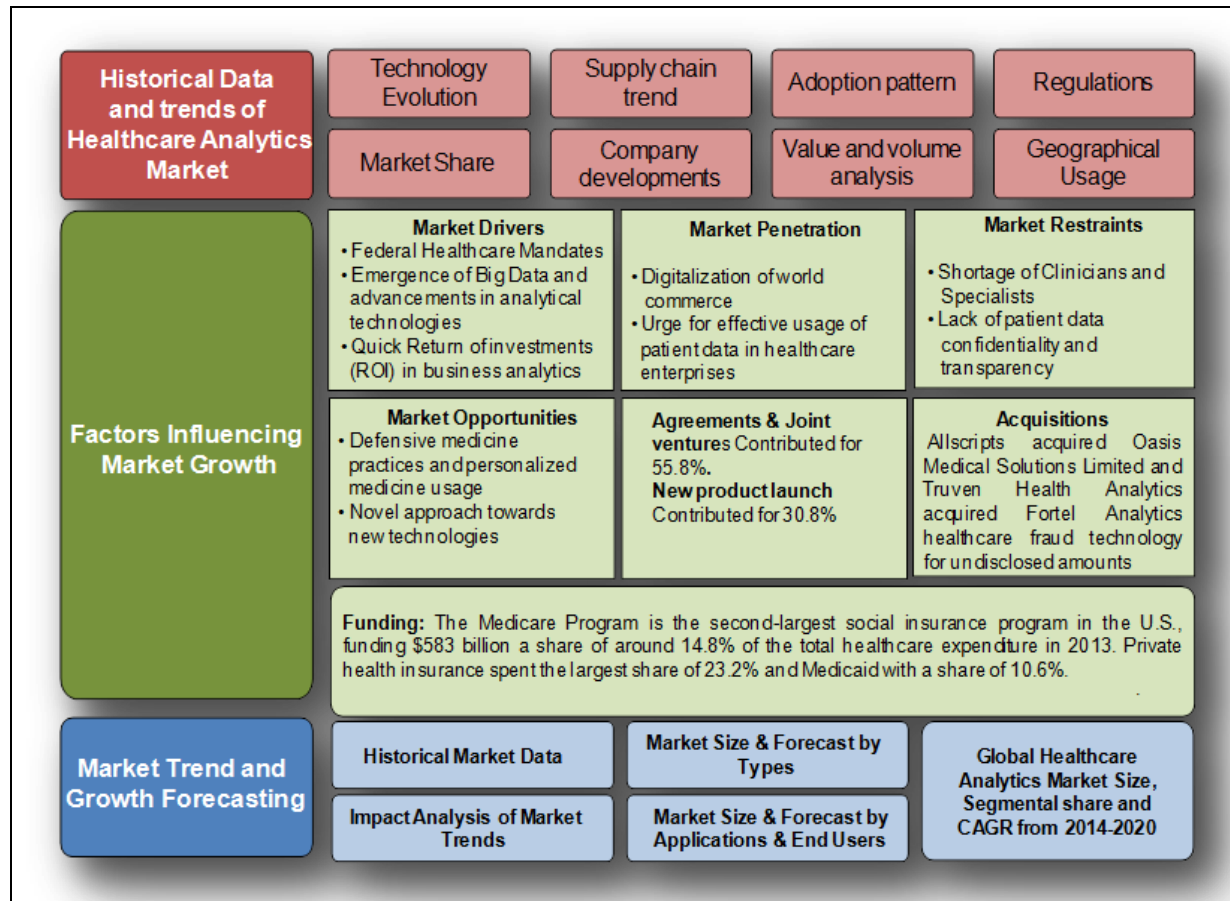 Historical Data
and trends of
Healthcare Analytics
Market
Technology
Evolution
Supply chain
trend
Adoption pattern
Regulations
Market Share
Company
developments
Value and volume
analysis
Geographical
Usage
Factors Influencing
Market Growth
Market Drivers
• Federal Healthcare Mandates
• Emergence of Big Data and
advancements in analytical
technologies
• Quick Return of investments
(ROI) in business analytics
Market Penetration
• Digitalization of world
commerce
• Urge for effective usage of
patient data in healthcare
enterprises
Market Restraints
• Shortage of Clinicians and
Specialists
• Lack of patient data
confidentiality and
transparency
Market Opportunities
• Defensive medicine
practices and personalized
medicine usage
• Novel approach towards
new technologies
Agreements & Joint
ventures Contributed for
55.8%.
New product launch
Contributed for 30.8%
Acquisitions
Allscripts acquired Oasis
Medical Solutions Limited and
Truven Health Analytics
acquired Fortel Analytics
healthcare fraud technology
for undisclosed amounts
Funding: The Medicare Program is the second-largest social insurance program in the U.S.,
funding $583 billion a share of around 14.8% of the total healthcare expenditure in 2013. Private
health insurance spent the largest share of 23.2% and Medicaid with a share of 10.6%.
.
Market Trend and
Growth Forecasting
Historical Market Data
Market Size & Forecast by
Types
Global Healthcare
Analytics Market Size,
Segmental share and
CAGR from 2014-2020
Impact Analysis of Market
Trends
Market Size & Forecast by
Applications & End Users